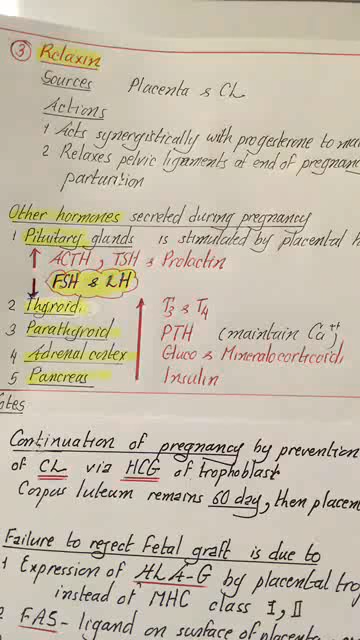 ③ Relaxin
Sources Placenta & CL
Actions
1 Acts synergistically with progesterone to
2 Relaxes pelvic ligaments at end of
parturition
Other hormones secreted during pregnancy
1 Pituitary glands is stimulated by placental
↑ ACTH, TSH & Prolactin
↓ FSH & LH
2 Thyroid ↑ T3 & T4
3 Parathyroid PTH (maintain Ca++)
4 Adrenal cortex Gluco & Mineralocorticoid
5 Pancreas Insulin
Continuation of pregnancy by prevention
of CL via HCG of trophoblast
Corpus luteum remains 60 day, then
Failure to reject fetal graft is due to
1 Expression of HLA-G by placental
instead of MHC class I, II
2 FAS- ligand on surface of